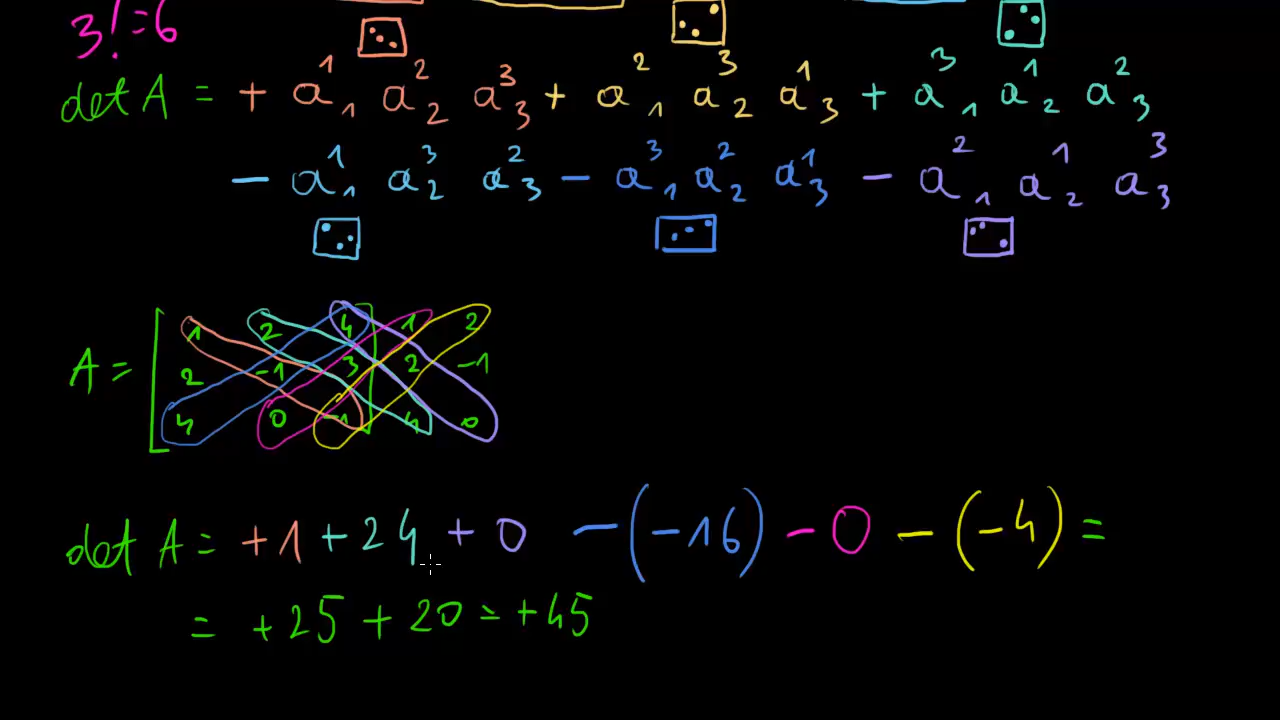 3! = 6
det A = + a¹₁ a²₂ a³₃ + a²₁ a³₂ a¹₃ + a³₁ a¹₂ a²₃
− a¹₁ a³₂ a²₃ − a³₁ a²₂ a¹₃ − a²₁ a¹₂ a³₃
1 2 4 1 2
A = [ 2 −1 3 ] 2 −1
4 0 −1 4 0
det A = +1 + 24 + 0 − (−16) − 0 − (−4) =
= +25 + 20 = +45